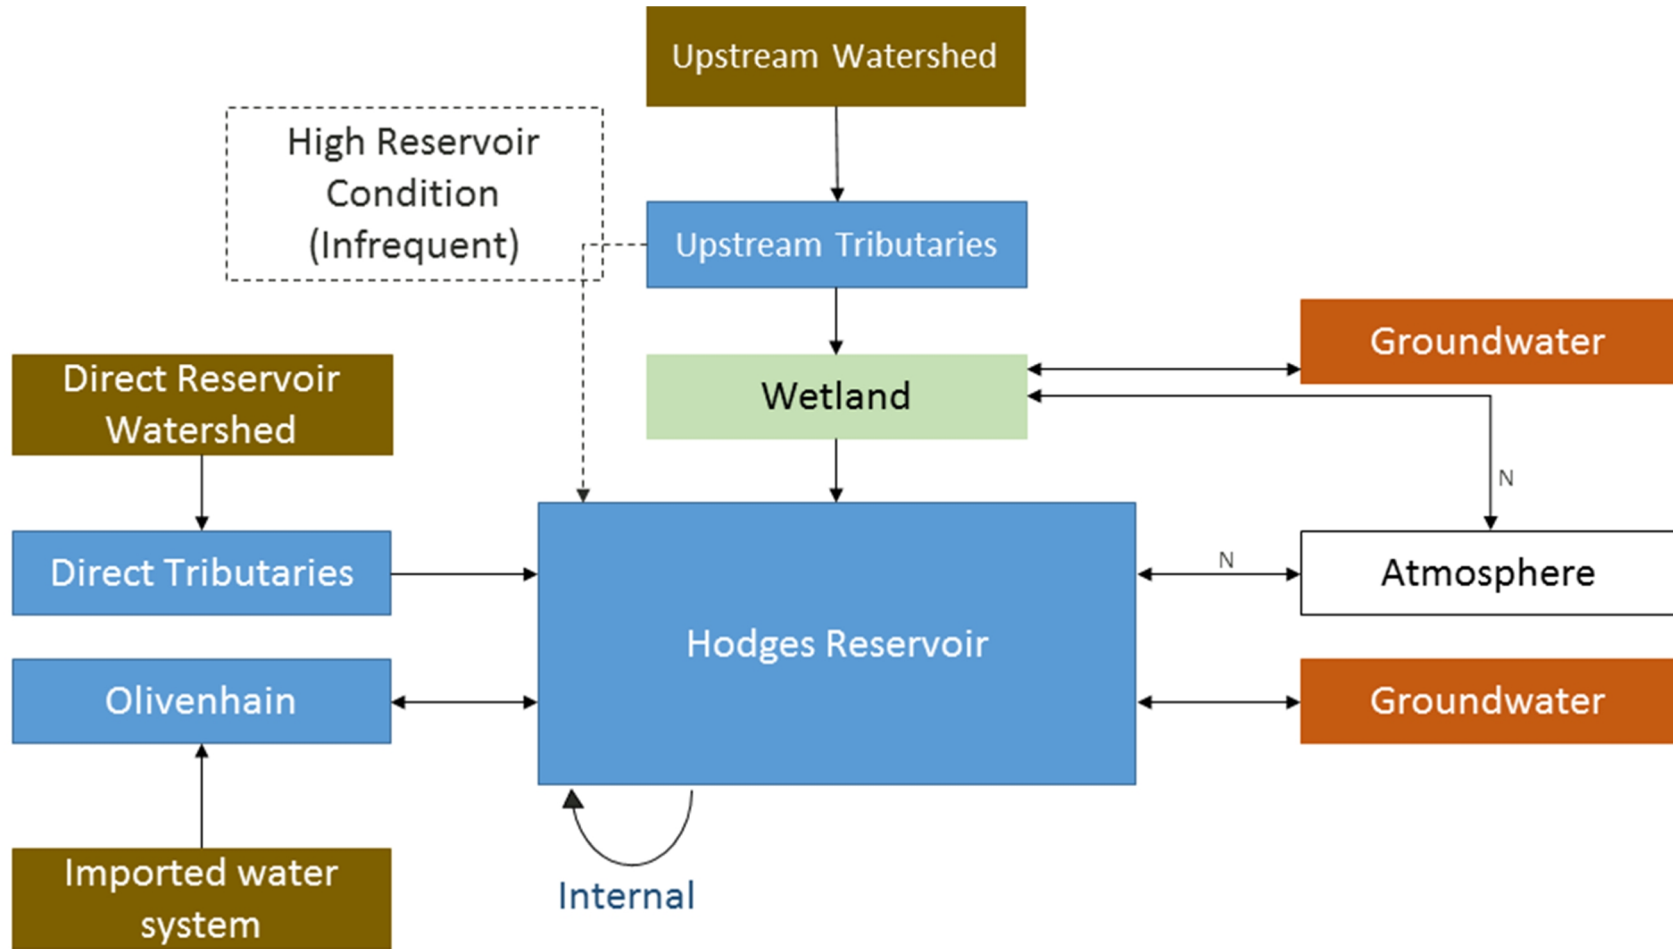 Upstream Watershed
High Reservoir
Condition
(Infrequent)
Upstream Tributaries
Groundwater
Direct Reservoir
Watershed
Wetland
N
Direct Tributaries
N
Atmosphere
Hodges Reservoir
Olivenhain
Groundwater
Imported water
system
Internal